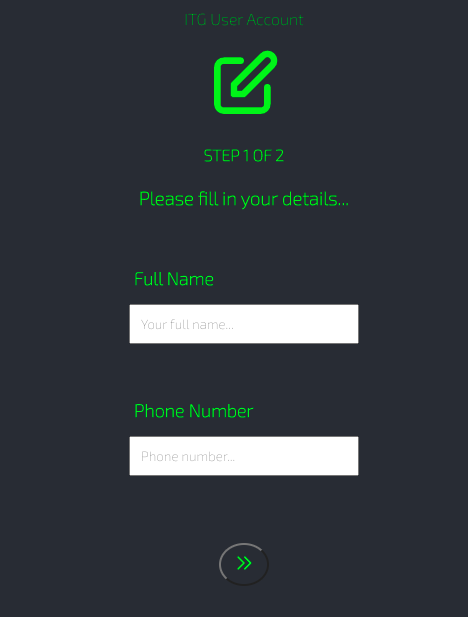 ITG User Account
STEP 1 OF 2
Please fill in your details...
Full Name
Your full name...
Phone Number
Phone number...